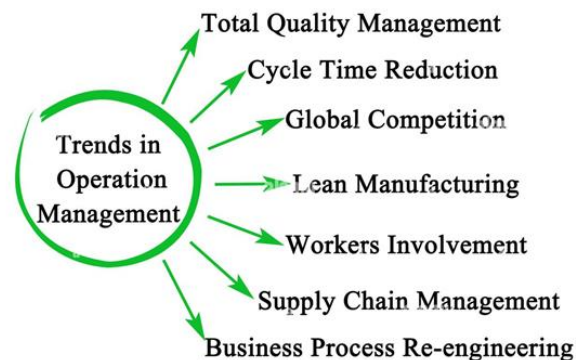 Total Quality Management
Cycle Time Reduction
Global Competition
Trends in
Operation
Management
Lean Manufacturing
Workers Involvement
Supply Chain Management
Business Process Re-engineering